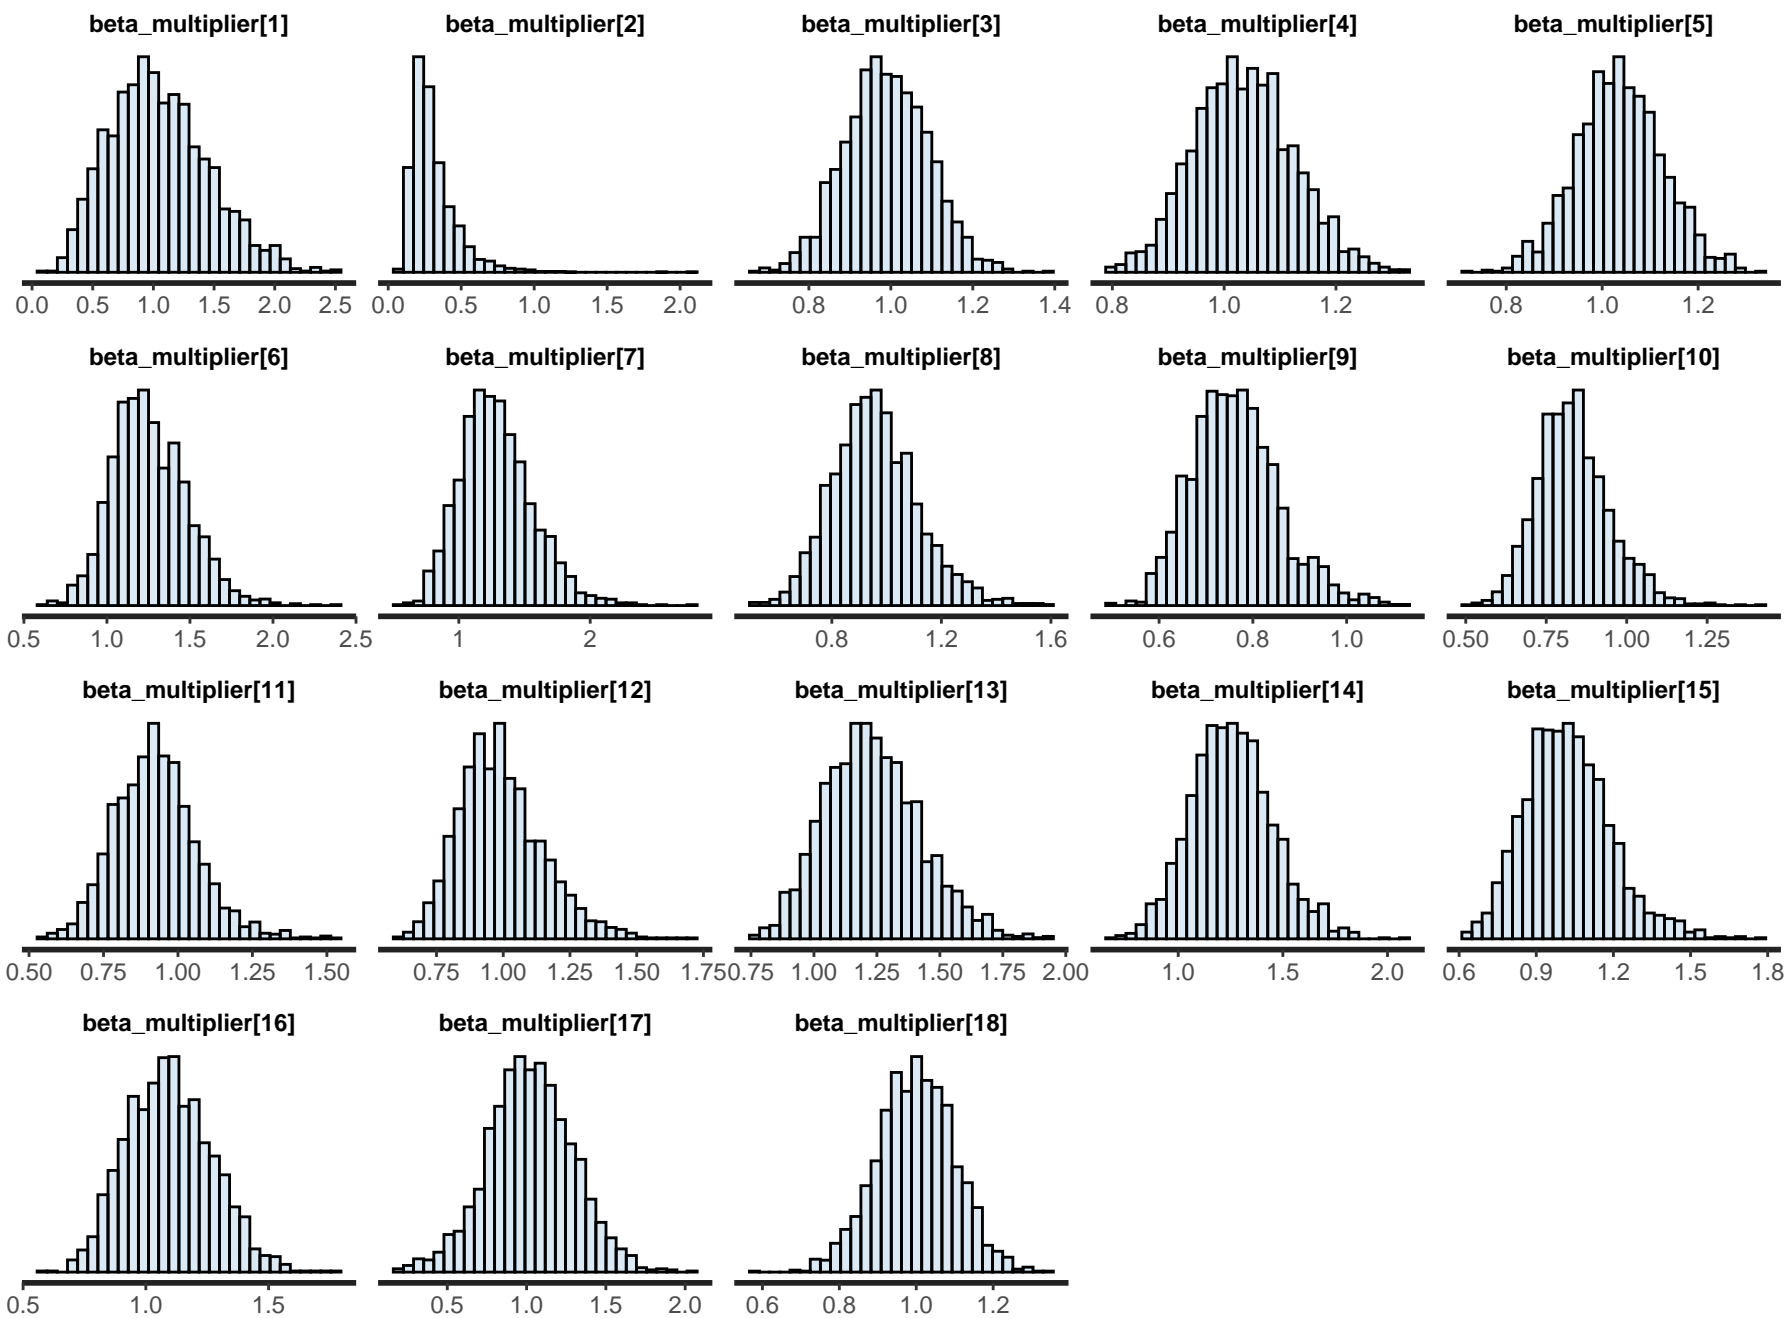 beta_multiplier[1] beta_multiplier[2] beta_multiplier[3] beta_multiplier[4] beta_multiplier[5]
0.0 0.5 1.0 1.5 2.0 2.5 0.0 0.5 1.0 1.5 2.0 0.8 1.0 1.2 1.4 0.8 1.0 1.2 0.8 1.0 1.2
beta_multiplier[6] beta_multiplier[7] beta_multiplier[8] beta_multiplier[9] beta_multiplier[10]
0.5 1.0 1.5 2.0 2.5 1 2 0.8 1.2 1.6 0.6 0.8 1.0 0.50 0.75 1.00 1.25
beta_multiplier[11] beta_multiplier[12] beta_multiplier[13] beta_multiplier[14] beta_multiplier[15]
0.50 0.75 1.00 1.25 1.50 0.75 1.00 1.25 1.50 1.75 0.75 1.00 1.25 1.50 1.75 2.00 1.0 1.5 2.0 0.6 0.9 1.2 1.5 1.8
beta_multiplier[16] beta_multiplier[17] beta_multiplier[18]
0.5 1.0 1.5 0.5 1.0 1.5 2.0 0.6 0.8 1.0 1.2